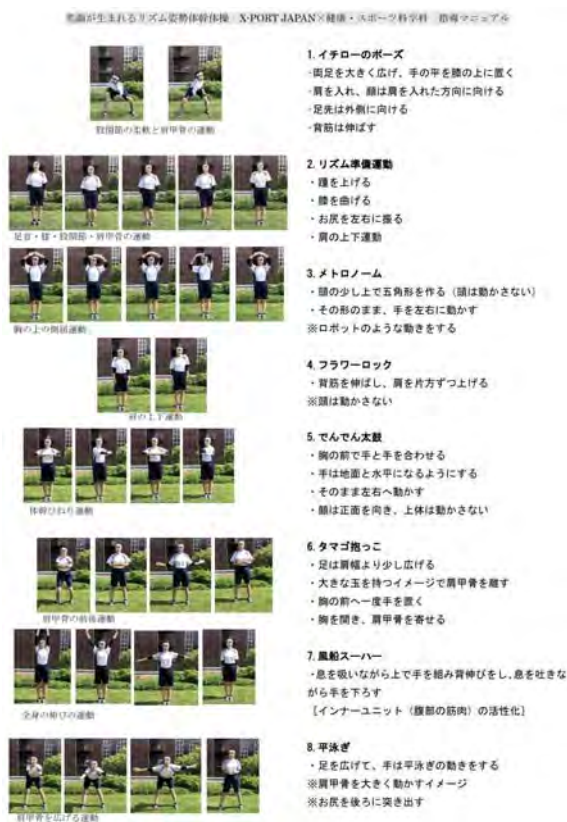 笑顔が生まれるリズム姿勢体幹体操 X-PORT JAPAN×健康・スポーツ科学科 指導マニュアル
1. イチローのポーズ
・両足を大きく広げ、手の平を膝の上に置く
・肩を入れ、顔は肩を入れた方向に向ける
・足先は外側に向ける
・背筋は伸ばす
股関節の柔軟と肩甲骨の運動
2. リズム準備運動
・踵を上げる
・膝を曲げる
・お尻を左右に振る
・肩の上下運動
足首・膝・股関節・肩甲骨の運動
3. メトロノーム
・頭の少し上で五角形を作る（頭は動かさない）
・その形のまま、手を左右に動かす
※ロボットのような動きをする
胸の上の側屈運動
4. フラワーロック
・背筋を伸ばし、肩を片方ずつ上げる
※頭は動かさない
肩の上下運動
5. でんでん太鼓
・胸の前で手と手を合わせる
・手は地面と水平になるようにする
・そのまま左右へ動かす
・顔は正面を向き、上体は動かさない
体幹ひねり運動
6. タマゴ抱っこ
・足は肩幅より少し広げる
・大きな玉を持つイメージで肩甲骨を離す
・胸の前へ一度手を置く
・胸を開き、肩甲骨を寄せる
肩甲骨の前後運動
7. 風船スーハー
・息を吸いながら上で手を組み背伸びをし、息を吐きな
がら手を下ろす
［インナーユニット（腹部の筋肉）の活性化］
全身の伸びの運動
8. 平泳ぎ
・足を広げて、手は平泳ぎの動きをする
※肩甲骨を大きく動かすイメージ
※お尻を後ろに突き出す
肩甲骨を広げる運動